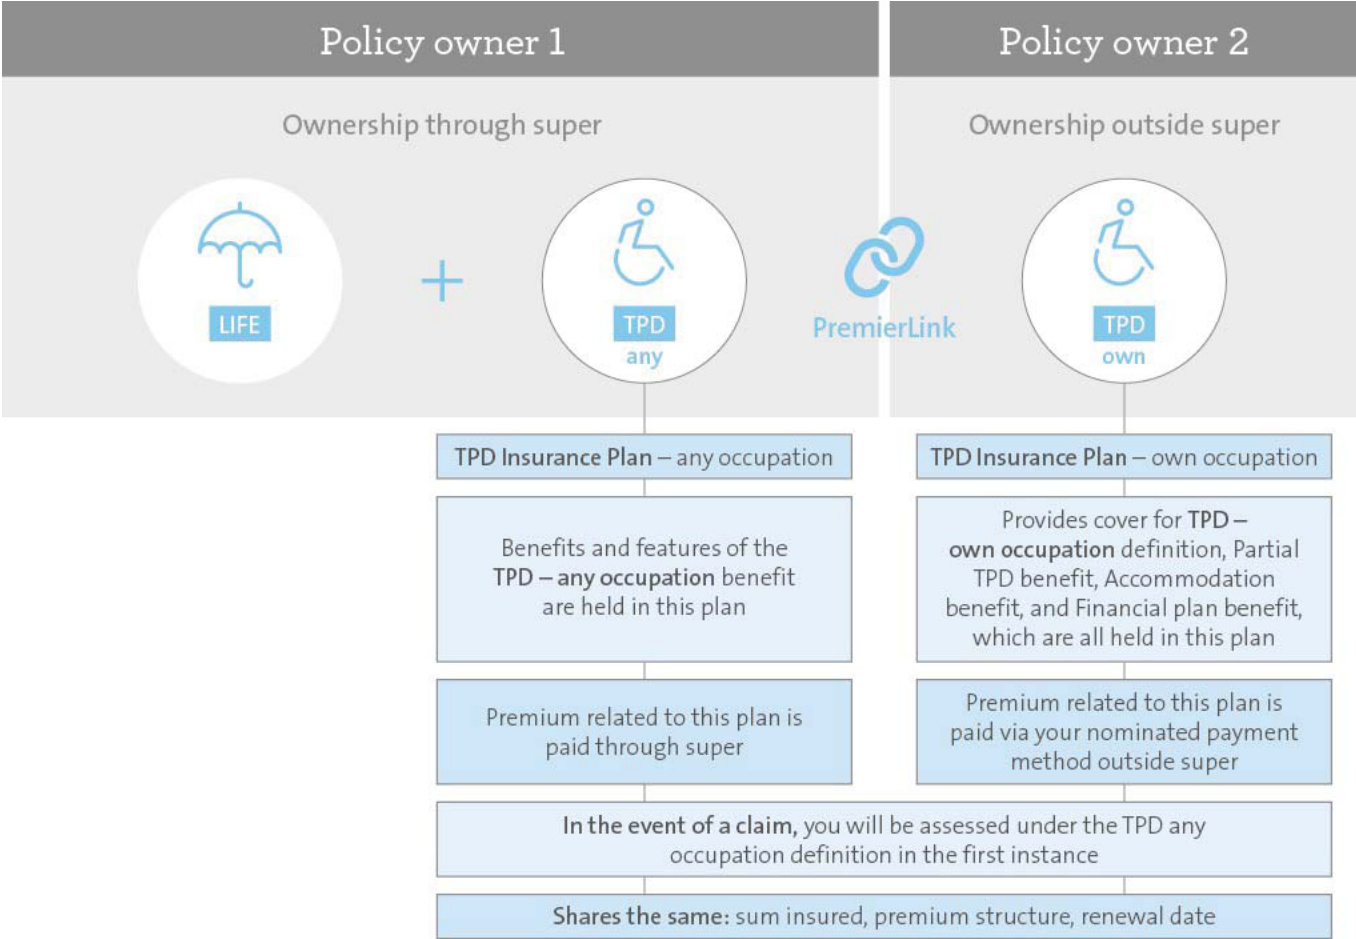 Policy owner 1
Policy owner 2
Ownership through super
Ownership outside super
LIFE
+
TPD
any
PremierLink
TPD
own
TPD Insurance Plan – any occupation
TPD Insurance Plan – own occupation
Benefits and features of the
TPD – any occupation benefit
are held in this plan
Provides cover for TPD –
own occupation definition, Partial
TPD benefit, Accommodation
benefit, and Financial plan benefit,
which are all held in this plan
Premium related to this plan is
paid through super
Premium related to this plan is
paid via your nominated payment
method outside super
In the event of a claim, you will be assessed under the TPD any
occupation definition in the first instance
Shares the same: sum insured, premium structure, renewal date